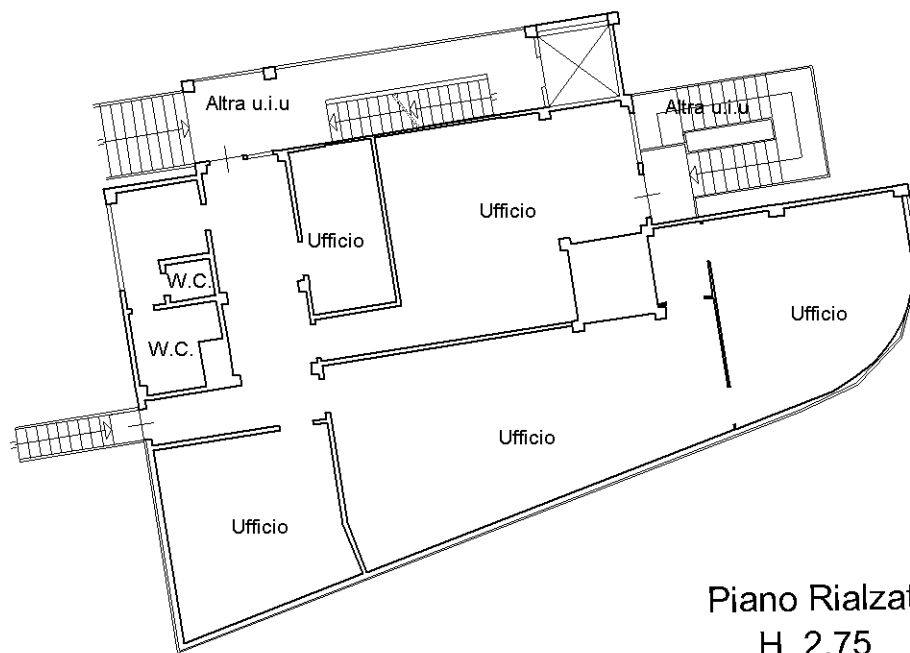 Altra u.i.u
Altra u.i.u
Ufficio
Ufficio
W.C.
Ufficio
W.C.
Ufficio
Ufficio
Piano Rialzat
H. 2.75